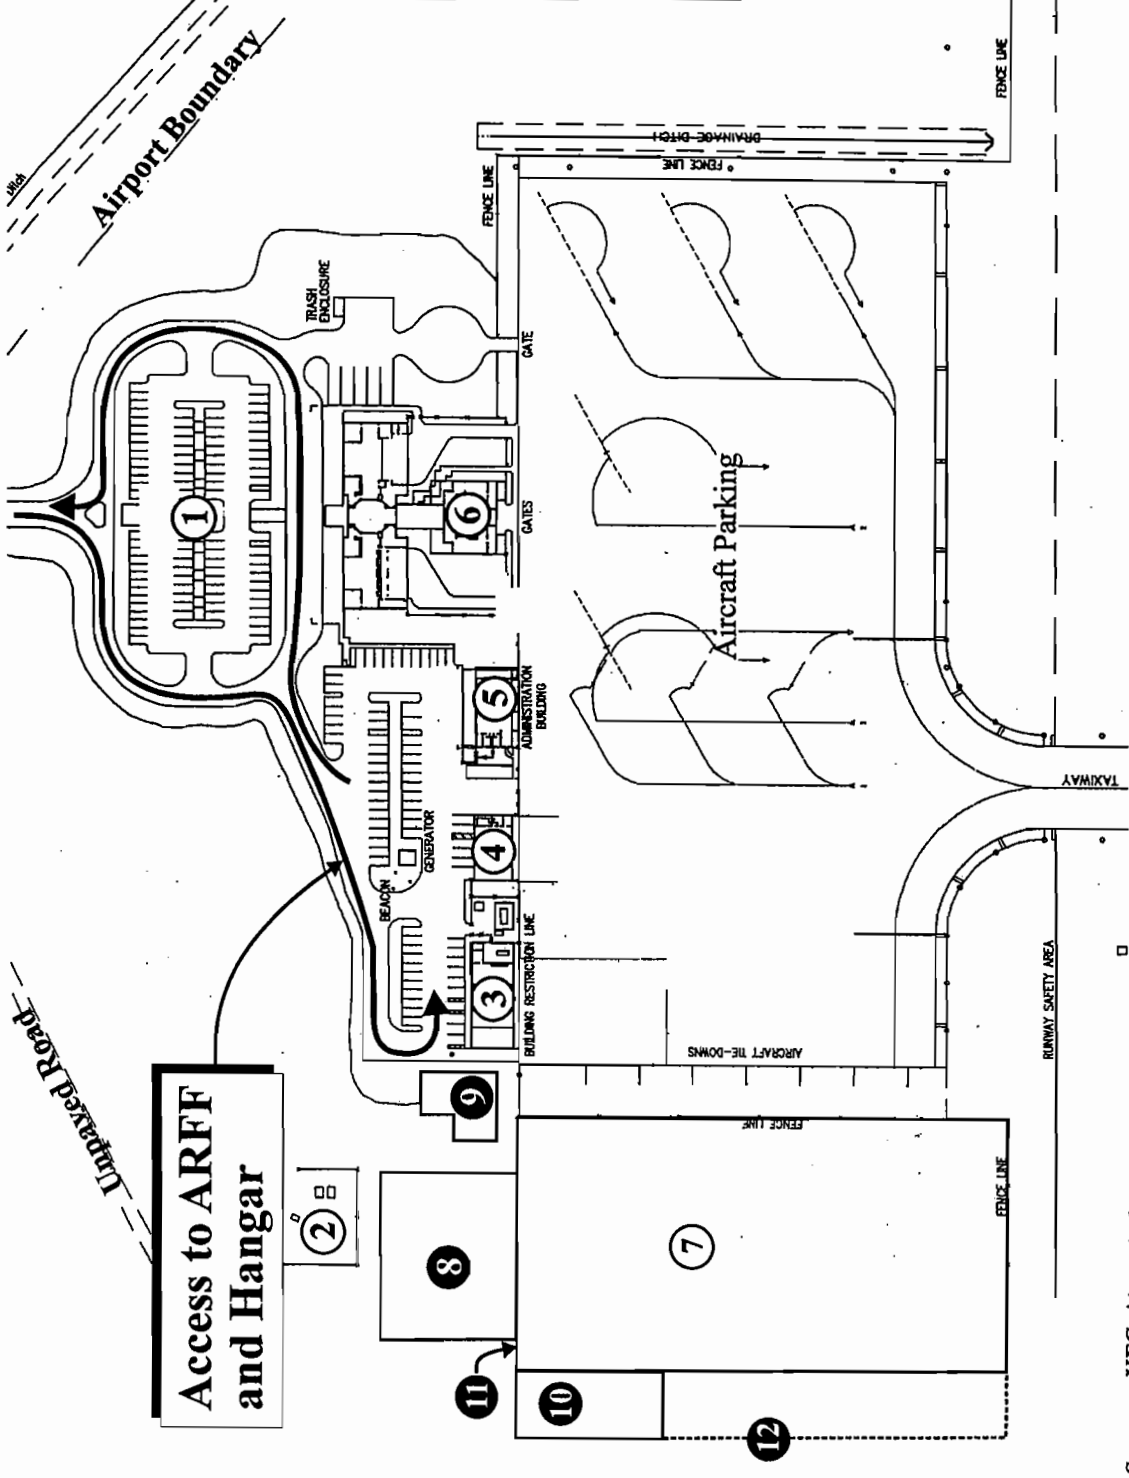 Ditch
Airport Boundary
FENCE LINE
DRAINAGE DITCH
FENCE LINE
FENCE LINE
TRASH
ENCLOSURE
GATE
1
6
GATES
Aircraft Parking
5
ADMINISTRATION
BUILDING
TAXIWAY
4
GENERATOR
BEACON
3
BUILDING RESTRICTION LINE
RUNWAY SAFETY AREA
AIRCRAFT TIE-DOWNS
Unpaved Road
Access to ARFF
and Hangar
9
FENCE LINE
FENCE LINE
2
8
7
11
10
12